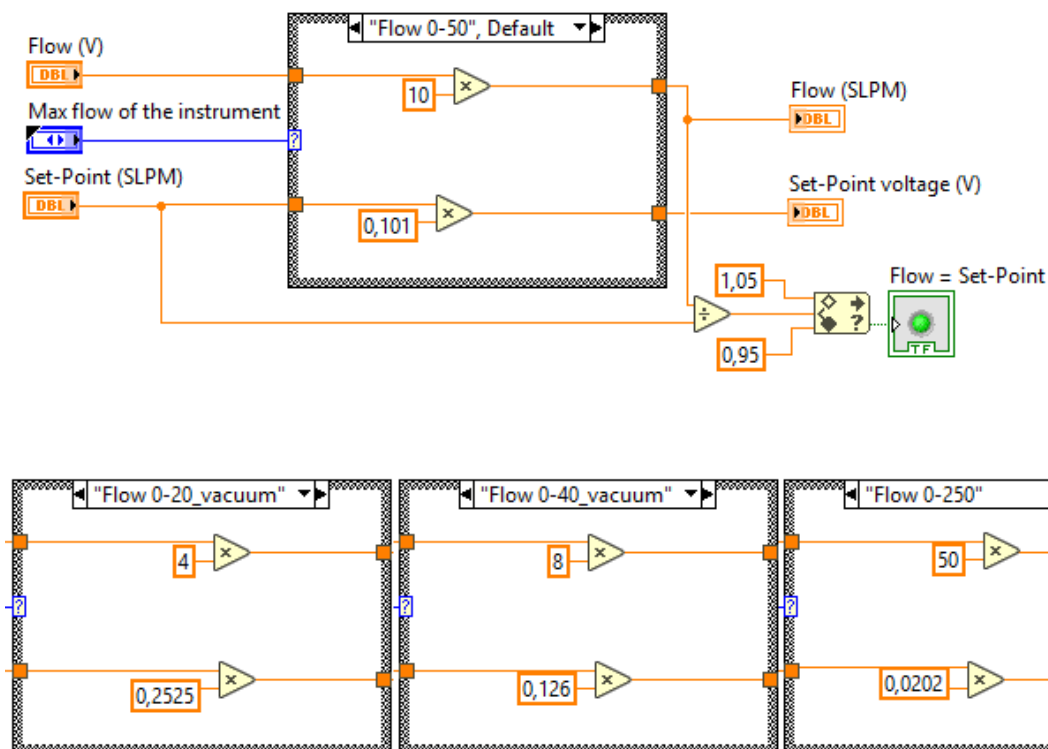 "Flow 0-50", Default
Flow (V)
DBL
10
×
Flow (SLPM)
DBL
Max flow of the instrument
?
Set-Point (SLPM)
DBL
0,101
×
Set-Point voltage (V)
DBL
1,05
÷
?
0,95
Flow = Set-Point
TF
"Flow 0-20_vacuum"
4
×
?
0,2525
×
"Flow 0-40_vacuum"
8
×
?
0,126
×
"Flow 0-250"
50
×
?
0,0202
×